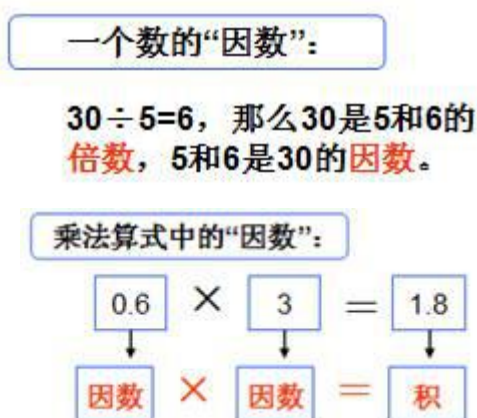 一个数的“因数”：
30÷5=6，那么30是5和6的
倍数，5和6是30的因数。
乘法算式中的“因数”：
0.6 × 3 = 1.8
因数 × 因数 = 积